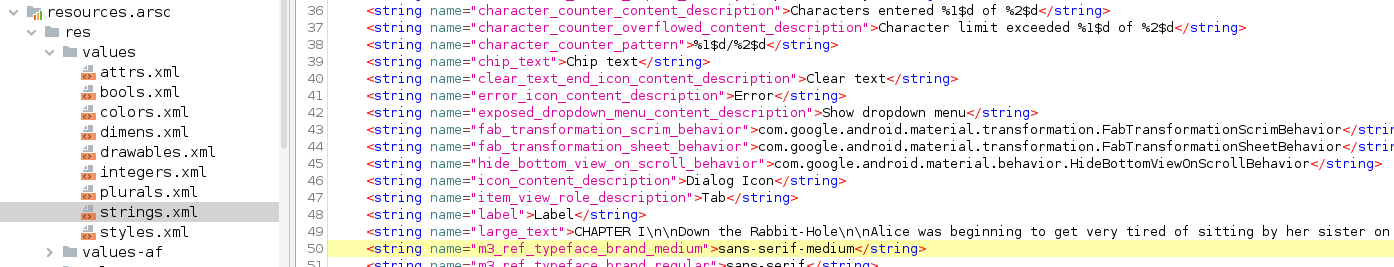 resources.arsc
res
values
attrs.xml
bools.xml
colors.xml
dimens.xml
drawables.xml
integers.xml
plurals.xml
strings.xml
styles.xml
values-af
36 <string name="character_counter_content_description">Characters entered %1$d of %2$d</string>
37 <string name="character_counter_overflowed_content_description">Character limit exceeded %1$d of %2$d</string>
38 <string name="character_counter_pattern">%1$d/%2$d</string>
39 <string name="chip_text">Chip text</string>
40 <string name="clear_text_end_icon_content_description">Clear text</string>
41 <string name="error_icon_content_description">Error</string>
42 <string name="exposed_dropdown_menu_content_description">Show dropdown menu</string>
43 <string name="fab_transformation_scrim_behavior">com.google.android.material.transformation.FabTransformationScrimBehavior</strin
44 <string name="fab_transformation_sheet_behavior">com.google.android.material.transformation.FabTransformationSheetBehavior</strin
45 <string name="hide_bottom_view_on_scroll_behavior">com.google.android.material.behavior.HideBottomViewOnScrollBehavior</string>
46 <string name="icon_content_description">Dialog Icon</string>
47 <string name="item_view_role_description">Tab</string>
48 <string name="label">Label</string>
49 <string name="large_text">CHAPTER I\n\nDown the Rabbit-Hole\n\nAlice was beginning to get very tired of sitting by her sister on
50 <string name="m3_ref_typeface_brand_medium">sans-serif-medium</string>
51 <string name="m3_ref_typeface_brand_regular">sans-serif</string>